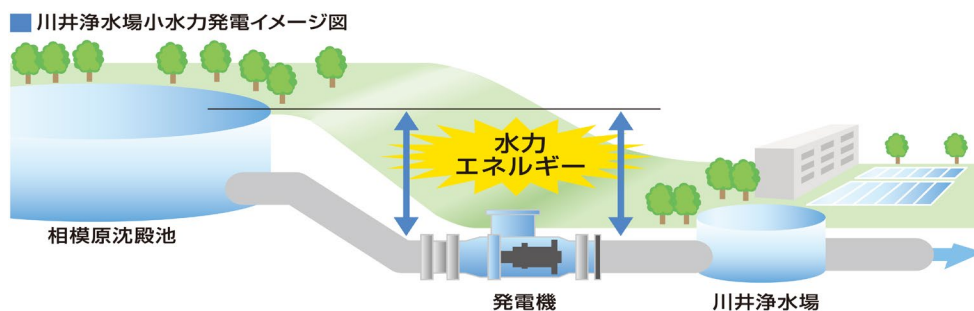 川井浄水場小水力発電イメージ図
水力
エネルギー
相模原沈殿池
発電機
川井浄水場